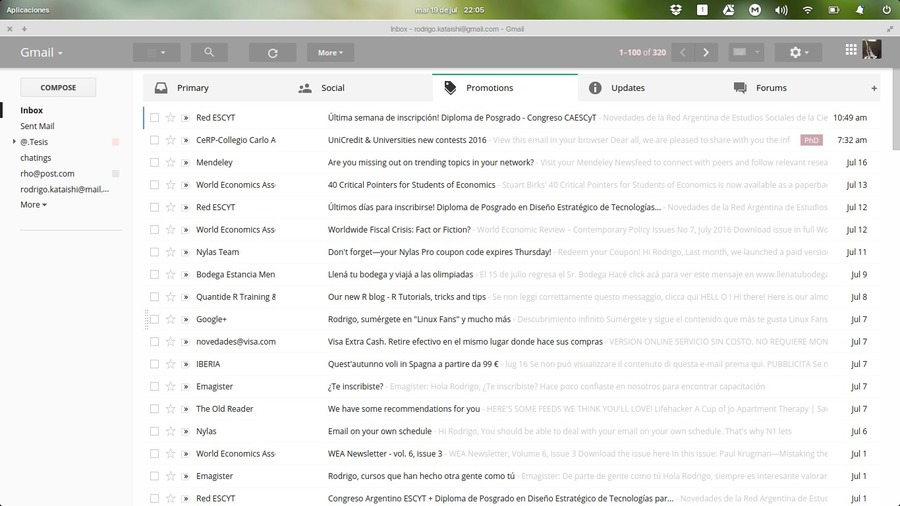 Aplicaciones mar 19 de jul 22:05
Inbox - rodrigo.kataishi@gmail.com - Gmail
Gmail More 1–100 of 320
COMPOSE
Inbox
Sent Mail
@.Tesis
chatings
rho@post.com
rodrigo.kataishi@mail,...
More
Primary Social Promotions Updates Forums +
Red ESCYT Última semana de inscripción! Diploma de Posgrado - Congreso CAESCyT - Novedades de la Red Argentina de Estudios Sociales de la Cie 10:49 am
CeRP-Collegio Carlo A UniCredit & Universities new contests 2016 - View this email in your browser Dear all, we are pleased to share with you the inf PhD 7:32 am
Mendeley Are you missing out on trending topics in your network? - Visit your Mendeley Newsfeed to connect with peers and follow relevant resea Jul 16
World Economics Ass 40 Critical Pointers for Students of Economics - Stuart Birks' 40 Critical Pointers for Students of Economics is now available as a paperba Jul 13
Red ESCYT Últimos días para inscribirse! Diploma de Posgrado en Diseño Estratégico de Tecnologías... - Novedades de la Red Argentina de Estudios Jul 12
World Economics Ass Worldwide Fiscal Crisis: Fact or Fiction? - World Economic Review – Contemporary Policy Issues No 7, July 2016 Download issue in full Wo Jul 12
Nylas Team Don't forget—your Nylas Pro coupon code expires Thursday! - Redeem your Coupon! Hi Rodrigo, Last month, we launched a paid version Jul 11
Bodega Estancia Men Llená tu bodega y viajá a las olimpiadas - El 15 de julio regresa el Sr. Bodega Hacé click acá para ver este mensaje en www.llenatubodega Jul 9
Quantide R Training & Our new R blog - R Tutorials, tricks and tips - Se non leggi correttamente questo messaggio, clicca qui HELL O ! Hi there! Here is our almo Jul 8
Google+ Rodrigo, sumérgete en "Linux Fans" y mucho más - Descubrimiento infinito Sumérgete y sigue el contenido que más te gusta Linux Fans Jul 7
novedades@visa.com Visa Extra Cash. Retire efectivo en el mismo lugar donde hace sus compras - VERSION ONLINE SERVICIO SIN COSTO. NO REQUIERE MON Jul 7
IBERIA Quest'autunno voli in Spagna a partire da 99 € - lug 16 Se non puó visualizzare il contenido di questa e-mail prema qui. PUBBLICITA Se n Jul 7
Emagister ¿Te inscribiste? - Emagister: Hola Rodrigo, ¿Te inscribiste? Hace poco confiaste en nosotros para encontrar capacitación Jul 7
The Old Reader We have some recommendations for you - HERE'S SOME FEEDS WE THINK YOU'LL LOVE! Lifehacker A Cup of Jo Apartment Therapy | Sav Jul 7
Nylas Email on your own schedule - Hi Rodrigo, You should be able to deal with your email on your own schedule. That's why N1 lets Jul 6
World Economics Ass WEA Newsletter - vol. 6, issue 3 - WEA Newsletter, Volume 6, Issue 3 Download the issue here In this issue: Paul Krugman—Mistaking the Jul 1
Emagister Rodrigo, cursos que han hecho otra gente como tú - Emagister: De parte de gente como tú Hola Rodrigo, siempre es interesante valorar Jul 1
Red ESCYT Congreso Argentino ESCYT + Diploma de Posgrado en Diseño Estratégico de Tecnologías par... - Novedades de la Red Argentina de Estu Jul 1